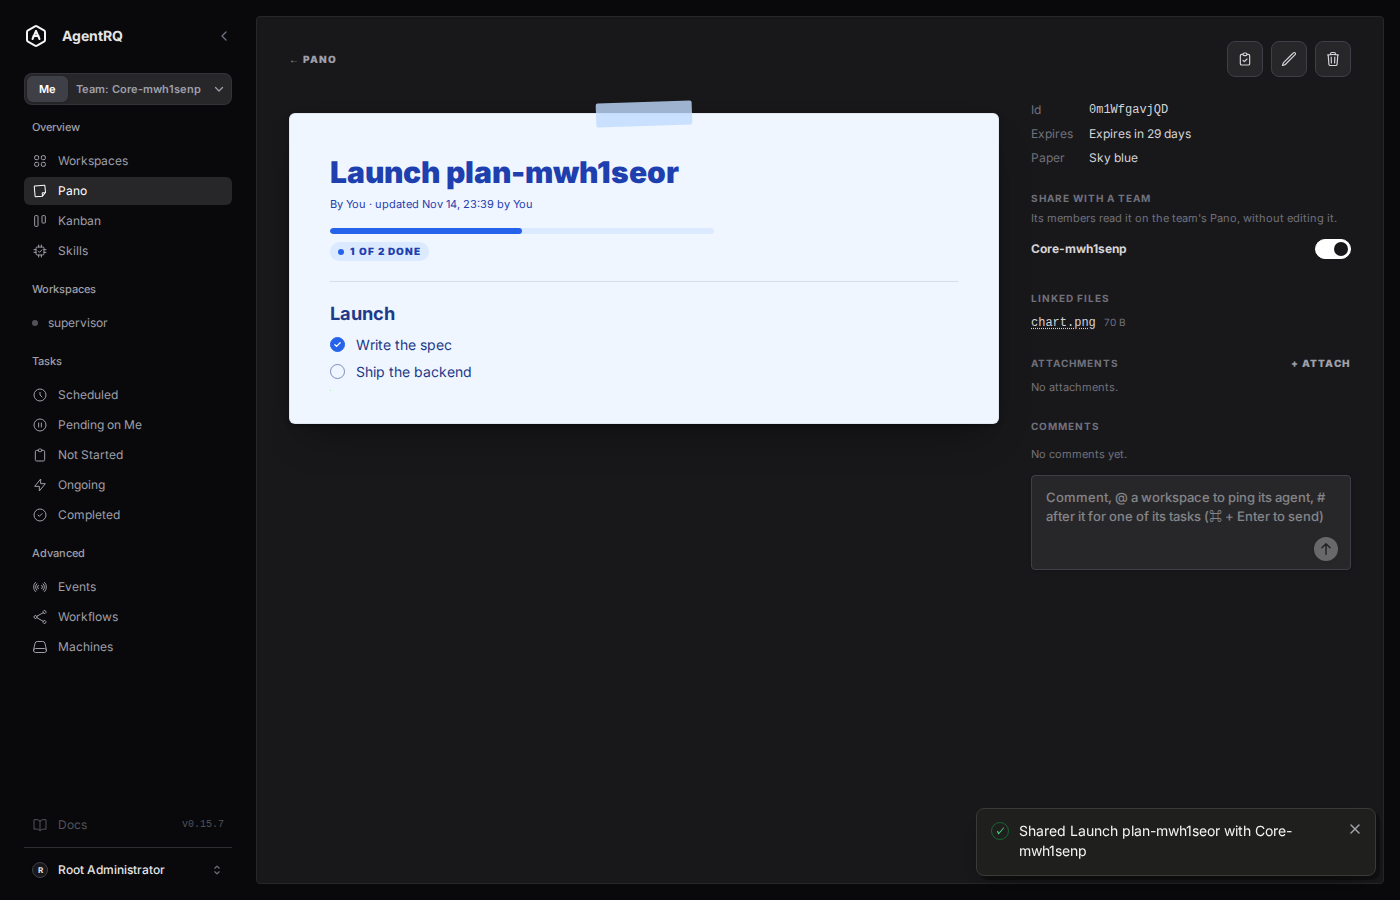 AgentRQ
Me
Team: Core-mwh1senp
Overview
Workspaces
Pano
Kanban
Skills
Workspaces
supervisor
Tasks
Scheduled
Pending on Me
Not Started
Ongoing
Completed
Advanced
Events
Workflows
Machines
Docs
v0.15.7
R
Root Administrator
← PANO
Launch plan-mwh1seor
By You · updated Nov 14, 23:39 by You
1 OF 2 DONE
Launch
Write the spec
Ship the backend
Id 0m1WfgavjQD
Expires Expires in 29 days
Paper Sky blue
SHARE WITH A TEAM
Its members read it on the team's Pano, without editing it.
Core-mwh1senp
LINKED FILES
chart.png 70 B
ATTACHMENTS
+ ATTACH
No attachments.
COMMENTS
No comments yet.
Comment, @ a workspace to ping its agent, #
after it for one of its tasks (⌘ + Enter to send)
Shared Launch plan-mwh1seor with Core-
mwh1senp